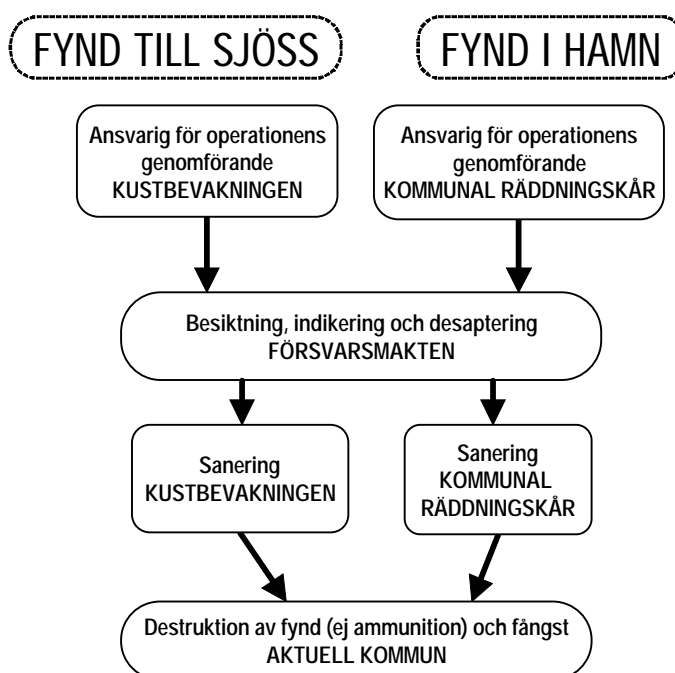 FYND TILL SJÖSS
FYND I HAMN
Ansvarig för operationens
genomförande
KUSTBEVAKNINGEN
Ansvarig för operationens
genomförande
KOMMUNAL RÄDDNINGSKÅR
Besiktning, indikering och desaptering
FÖRSVARSMAKTEN
Sanering
KUSTBEVAKNINGEN
Sanering
KOMMUNAL
RÄDDNINGSKÅR
Destruktion av fynd (ej ammunition) och fångst
AKTUELL KOMMUN